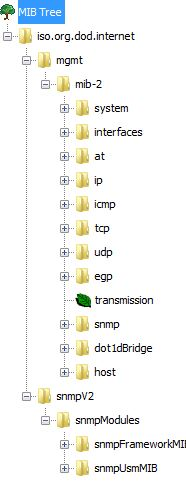 MIB Tree
iso.org.dod.internet
mgmt
mib-2
system
interfaces
at
ip
icmp
tcp
udp
egp
transmission
snmp
dot1dBridge
host
snmpV2
snmpModules
snmpFrameworkMI
snmpUsmMIB